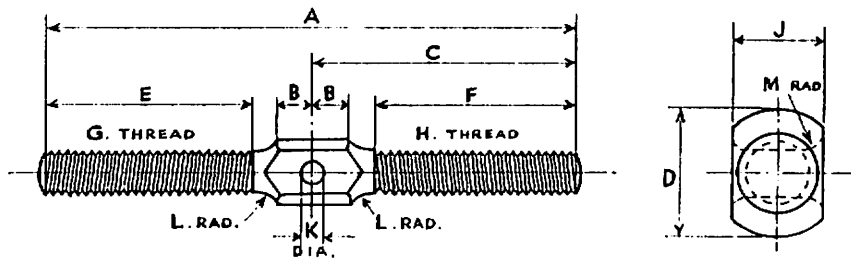 A
J
C
M RAD.
E
B
B
F
G. THREAD
H. THREAD
D
L. RAD.
K
L. RAD.
DIA.